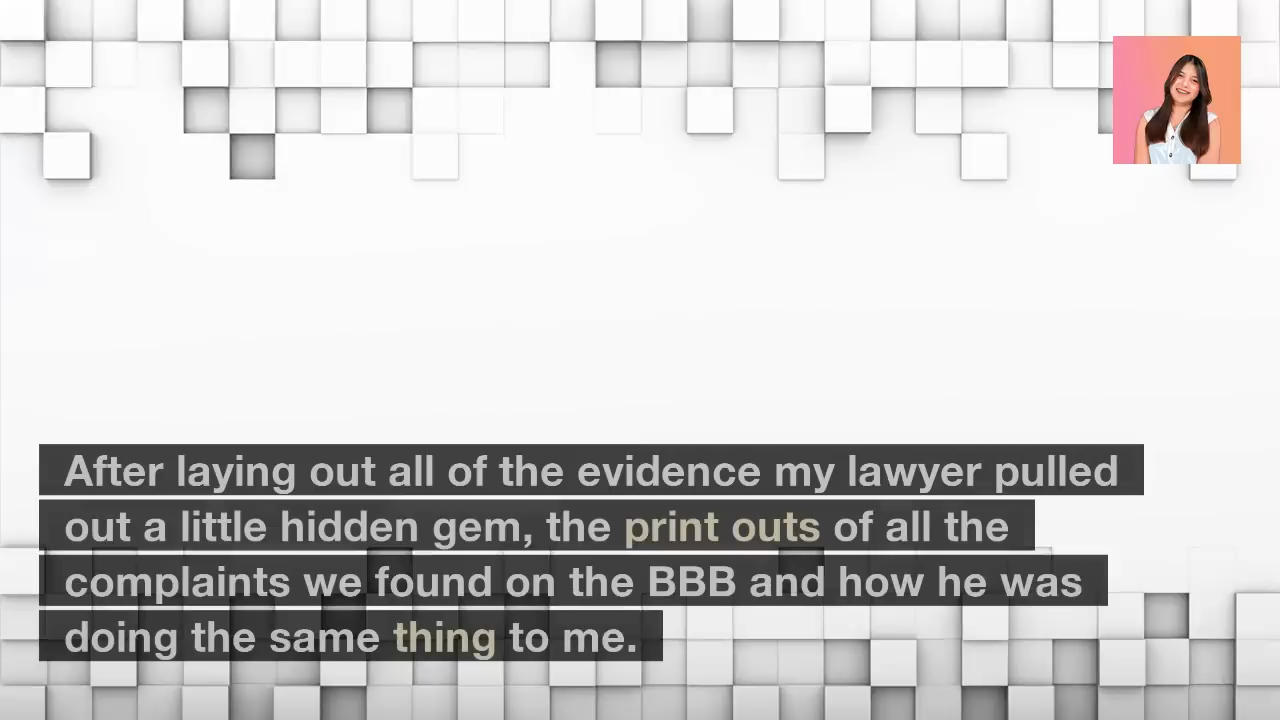 After laying out all of the evidence my lawyer pulled
out a little hidden gem, the print outs of all the
complaints we found on the BBB and how he was
doing the same thing to me.